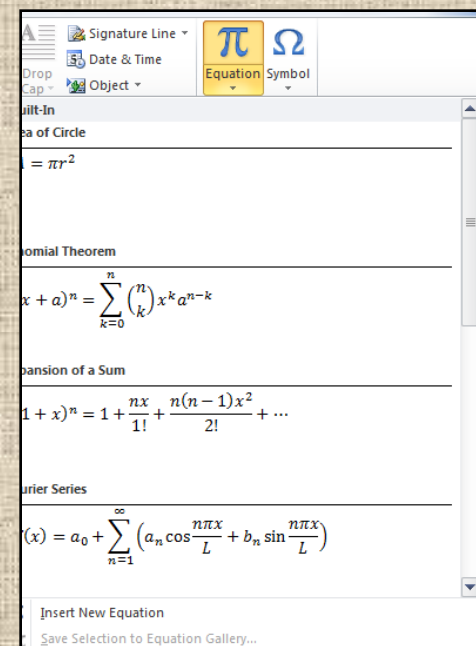 Signature Line
Date & Time
Drop
Cap
Object
Equation
Symbol
uilt-In
ea of Circle
= πr²
nomial Theorem
x + a)ⁿ = ∑ₖ₌₀ⁿ (n k) xᵏaⁿ⁻ᵏ
pansion of a Sum
1 + x)ⁿ = 1 + nx/1! + n(n − 1)x²/2! + ⋯
urier Series
(x) = a₀ + ∑ₙ₌₁^∞ (aₙ cos nπx/L + bₙ sin nπx/L)
Insert New Equation
Save Selection to Equation Gallery...